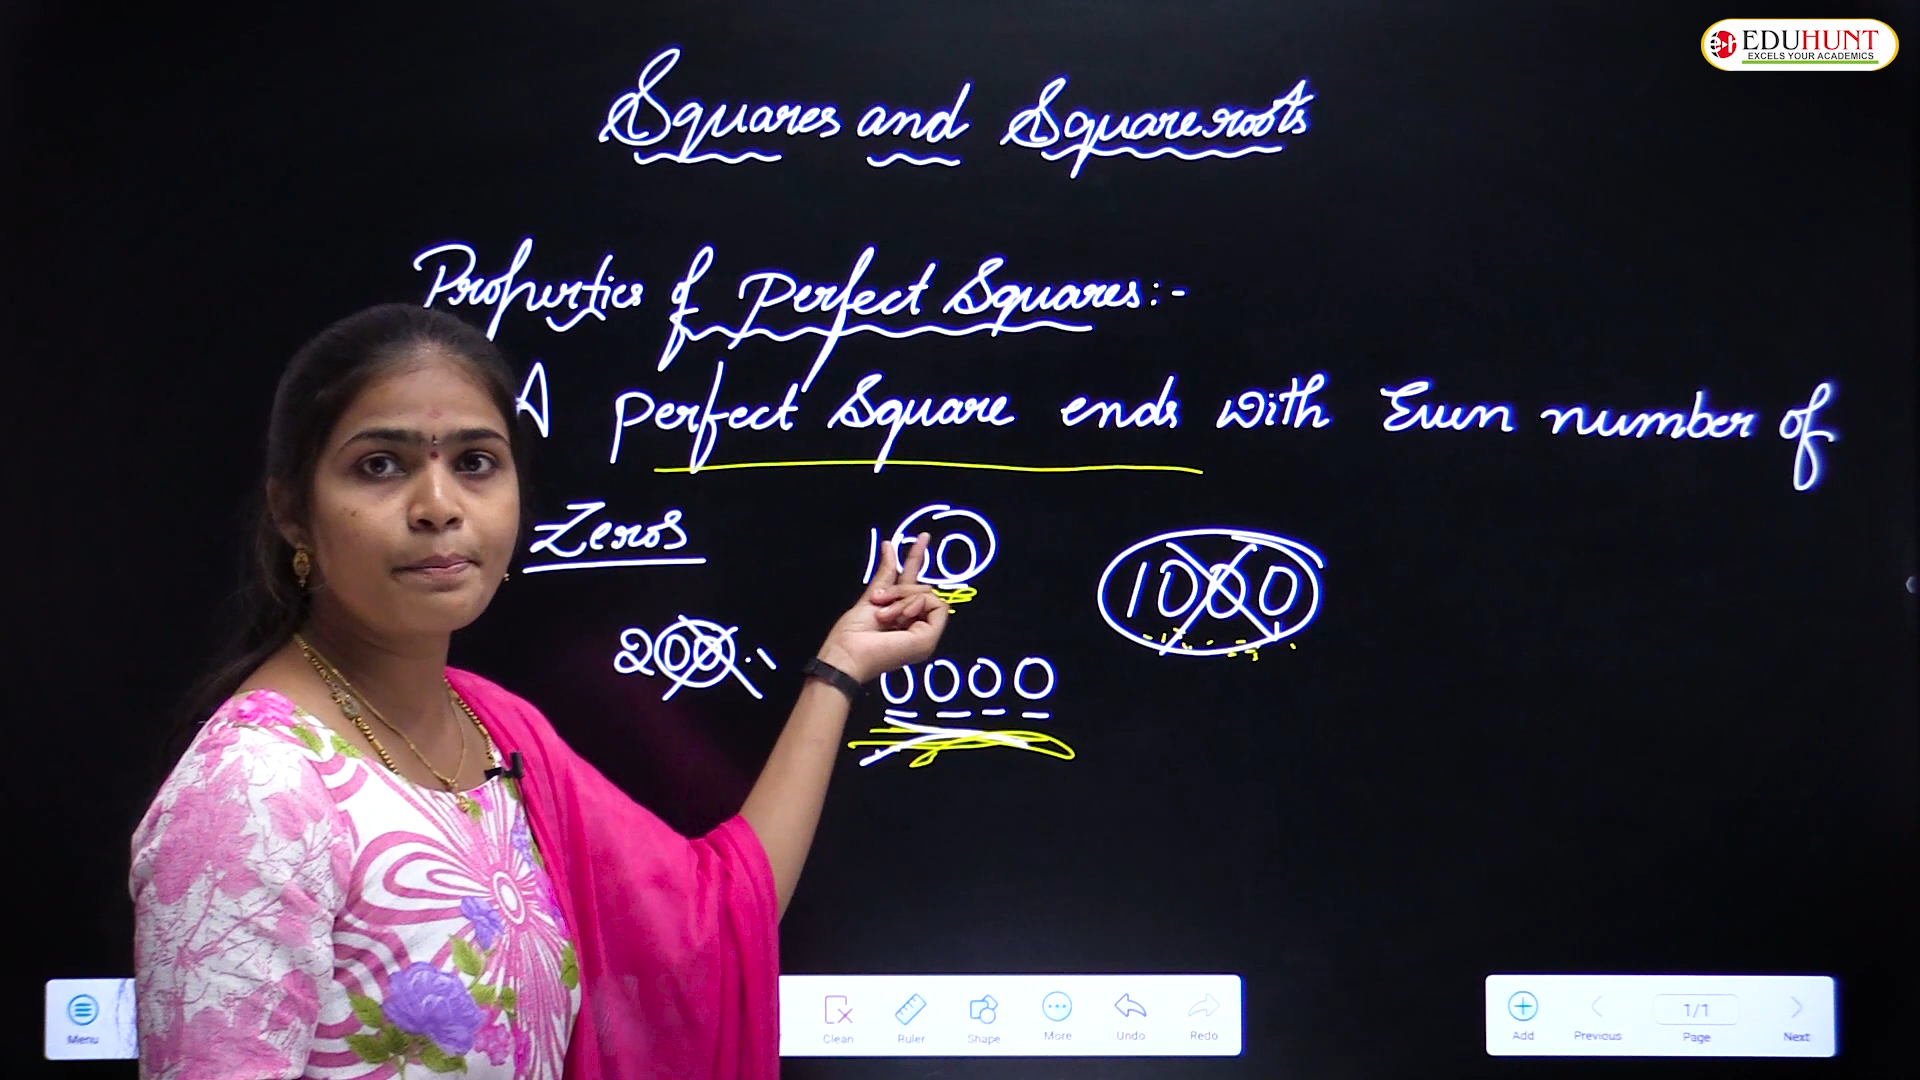 EDUHUNT
EXCELS YOUR ACADEMICS
Squares and Squareroots
Properties of Perfect Squares:-
A perfect Square ends with Even number of
Zeros
100
1000
200
0000
Menu
Clean
Ruler
Shape
More
Undo
Redo
Add
Previous
1/1
Page
Next